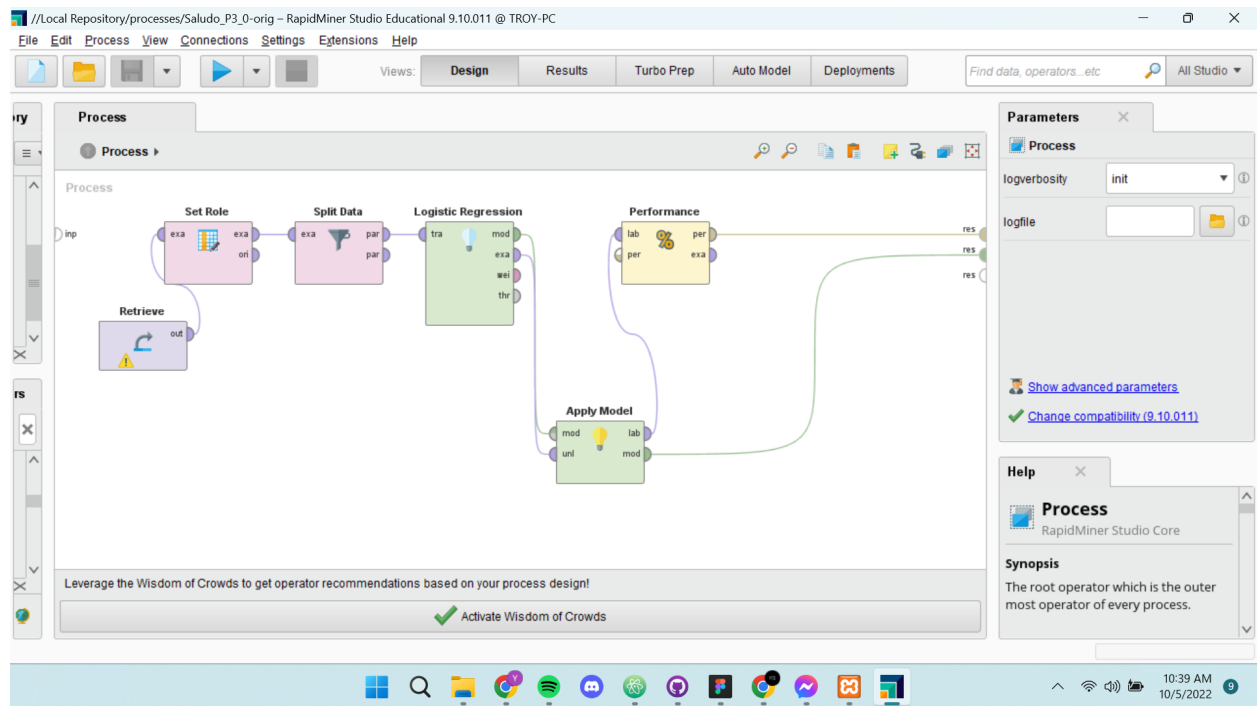 //Local Repository/processes/Saludo_P3_0-orig – RapidMiner Studio Educational 9.10.011 @ TROY-PC
File Edit Process View Connections Settings Extensions Help
Views: Design Results Turbo Prep Auto Model Deployments Find data, operators...etc All Studio
ry Process Parameters
Process Process
Process
logverbosity init
logfile
inp
Set Role
exa exa
ori
Split Data
exa par
par
Logistic Regression
tra mod
exa
wei
thr
Performance
lab per
per exa
res
res
res
Retrieve
out
Apply Model
mod lab
unl mod
rs
Show advanced parameters
Change compatibility (9.10.011)
Help
Process
RapidMiner Studio Core
Synopsis
The root operator which is the outer
most operator of every process.
Leverage the Wisdom of Crowds to get operator recommendations based on your process design!
Activate Wisdom of Crowds
Y
10:39 AM
10/5/2022
9